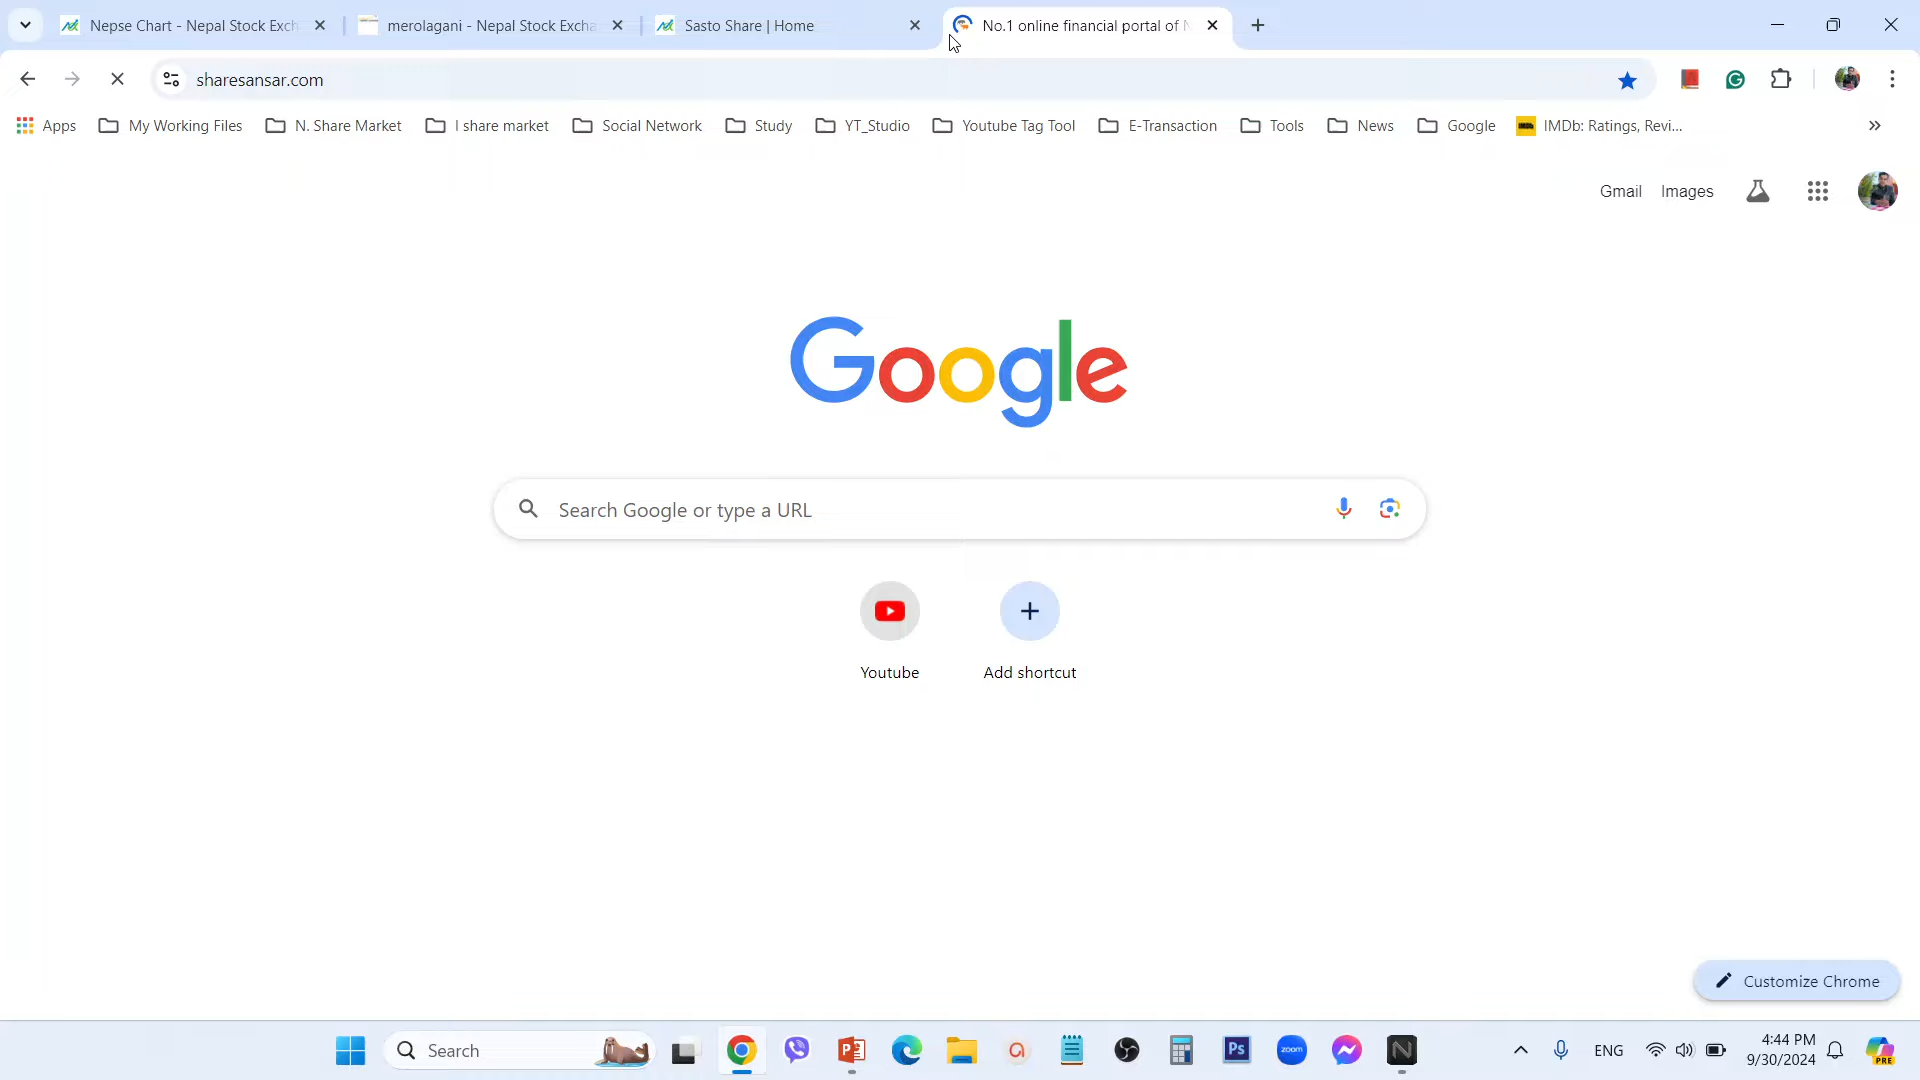 Nepse Chart - Nepal Stock Exch
merolagani - Nepal Stock Excha
Sasto Share | Home
No.1 online financial portal of N
sharesansar.com
Apps
My Working Files
N. Share Market
I share market
Social Network
Study
YT_Studio
Youtube Tag Tool
E-Transaction
Tools
News
Google
IMDb: Ratings, Revi...
Gmail
Images
Google
Search Google or type a URL
Youtube
Add shortcut
Customize Chrome
Search
Ps
zoom
ENG
4:44 PM
9/30/2024
PRE